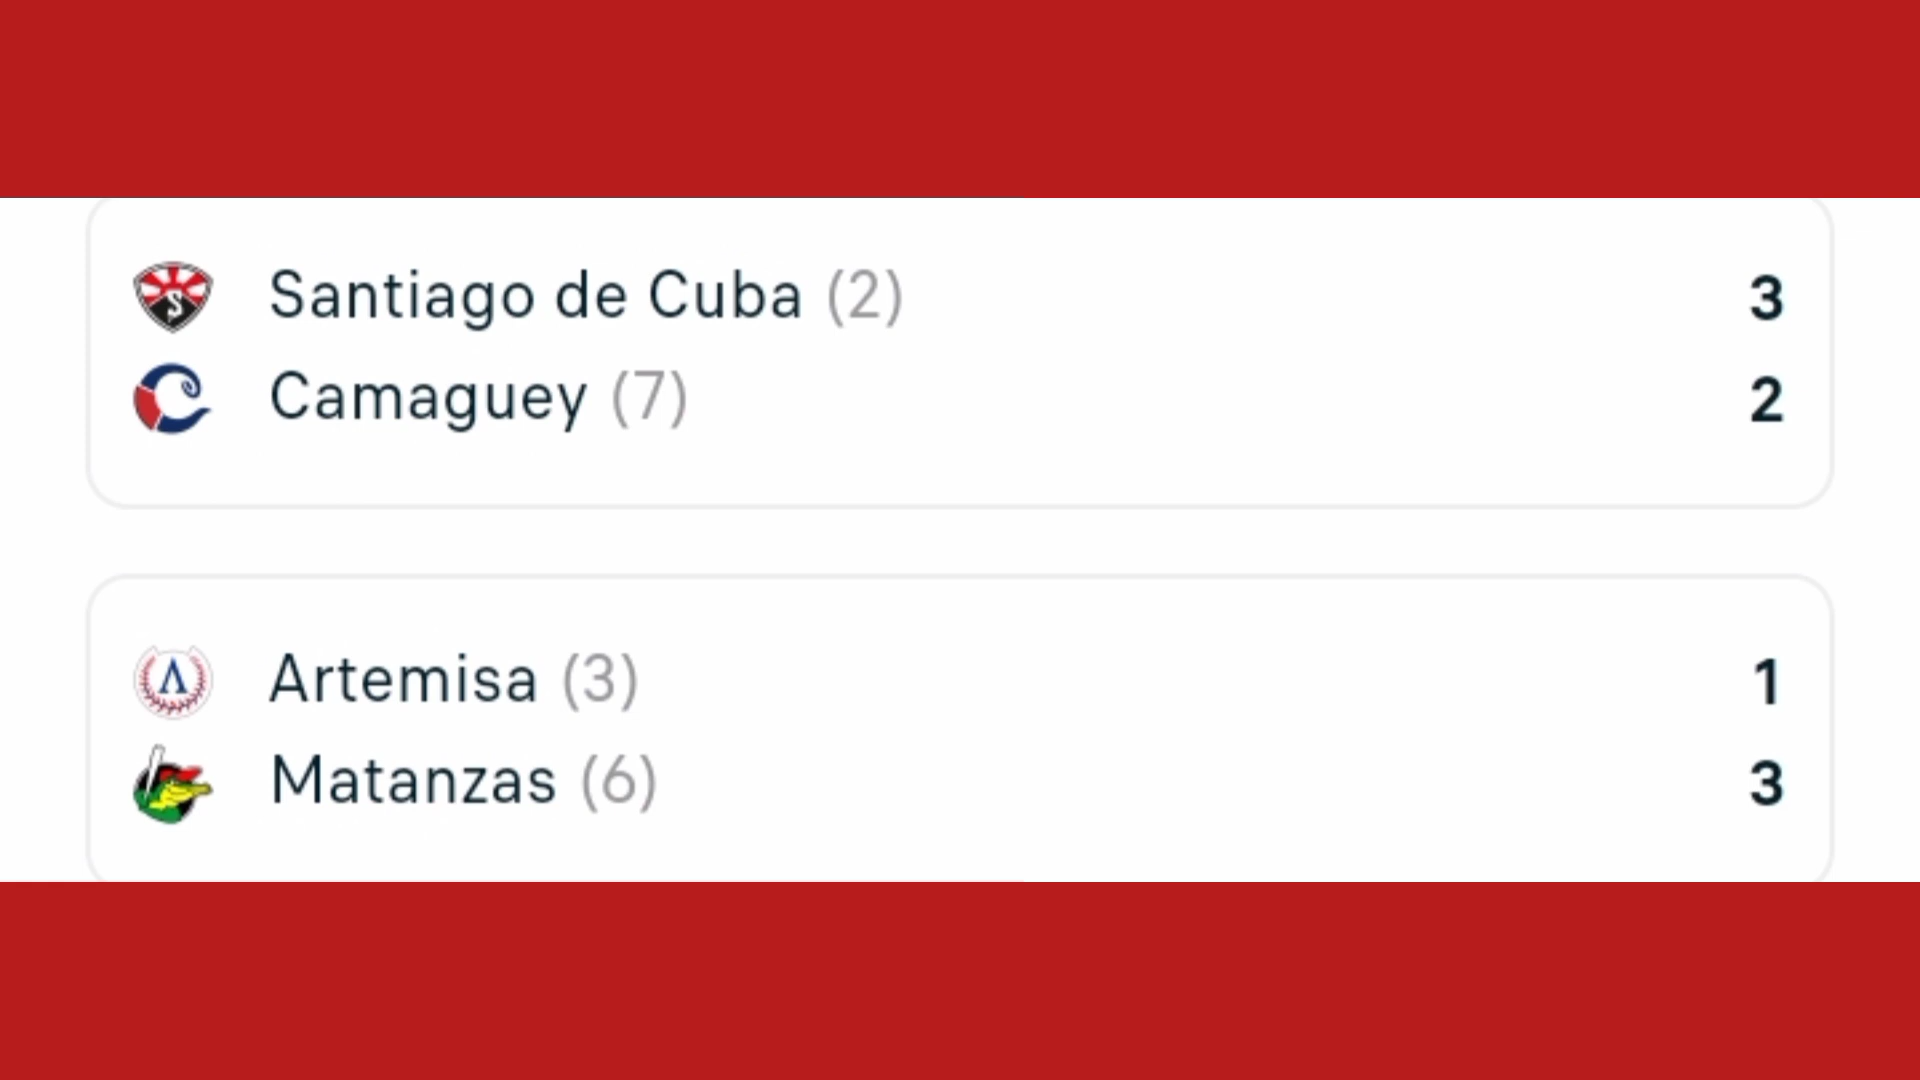 Santiago de Cuba (2) 3
Camaguey (7) 2
Artemisa (3) 1
Matanzas (6) 3